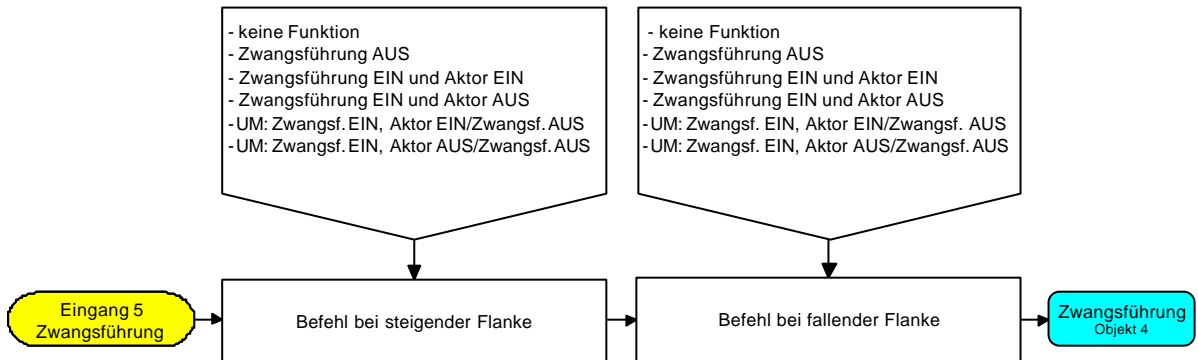 - keine Funktion
- Zwangsführung AUS
- Zwangsführung EIN und Aktor EIN
- Zwangsführung EIN und Aktor AUS
-UM: Zwangsf. EIN, Aktor EIN/Zwangsf. AUS
-UM: Zwangsf. EIN, Aktor AUS/Zwangsf. AUS
- keine Funktion
- Zwangsführung AUS
- Zwangsführung EIN und Aktor EIN
- Zwangsführung EIN und Aktor AUS
-UM: Zwangsf. EIN, Aktor EIN/Zwangsf. AUS
-UM: Zwangsf. EIN, Aktor AUS/Zwangsf. AUS
Eingang 5
Zwangsführung
Befehl bei steigender Flanke
Befehl bei fallender Flanke
Zwangsführung
Objekt 4